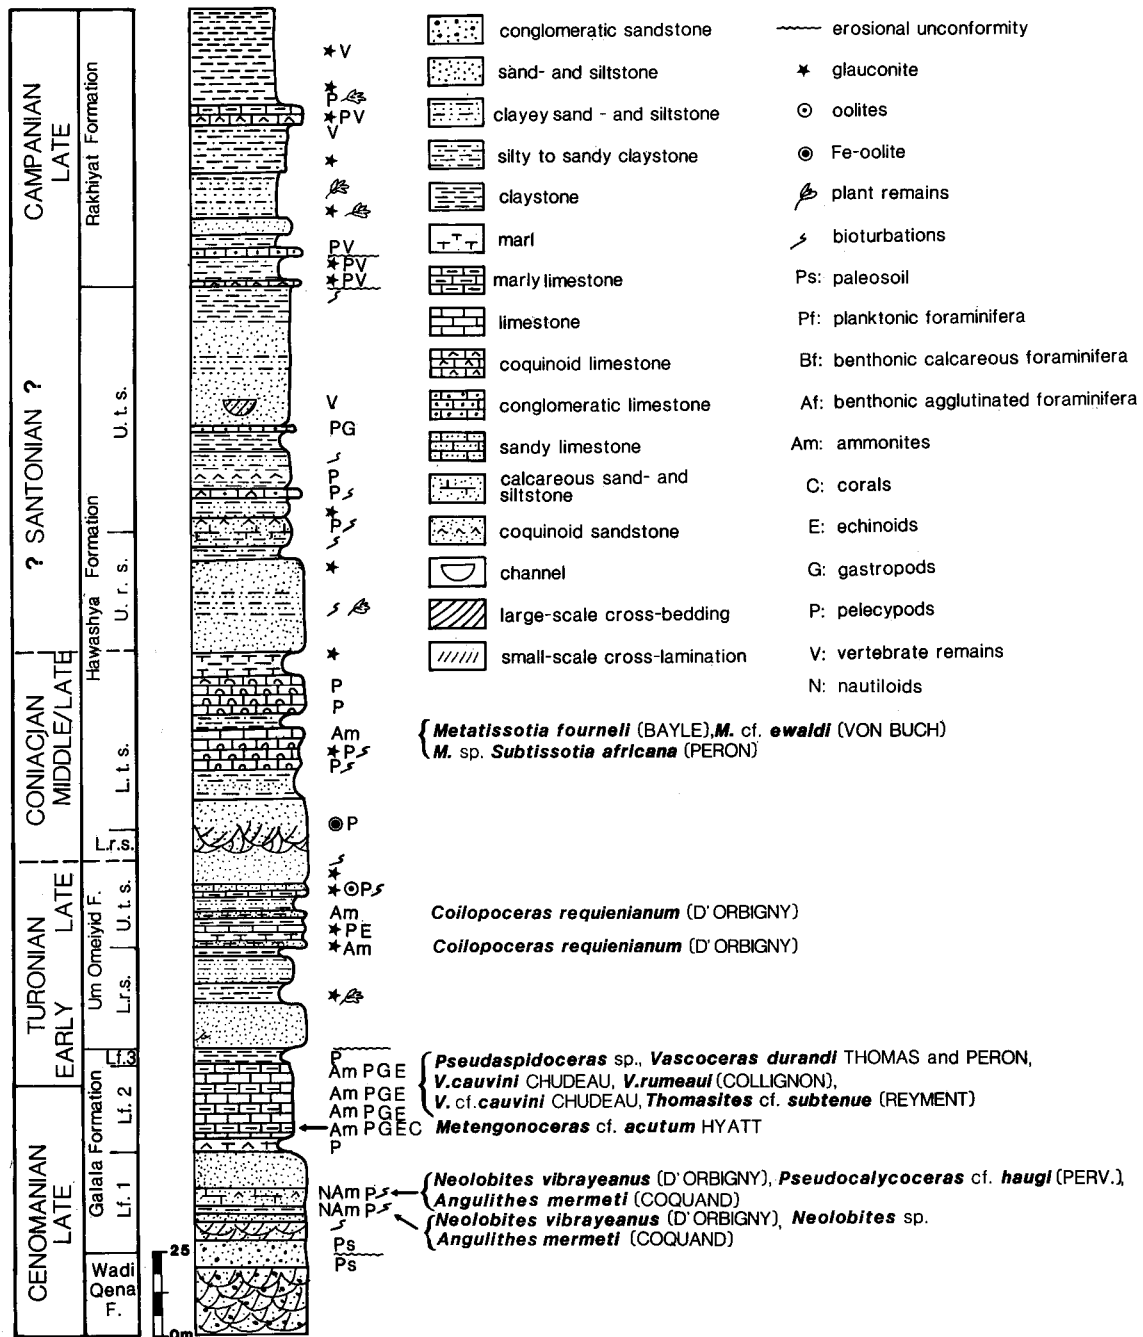 CAMPANIAN
LATE
? SANTONIAN ?
CONIACIAN
MIDDLE/LATE
TURONIAN
EARLY LATE
CENOMANIAN
LATE
Rakhiyat Formation
Hawashya Formation
U. t. s.
U. r. s.
L. t. s.
L.r.s.
Um Omeiyid F.
U. t. s.
L.r.s.
Galala Formation
Lf.3
Lf. 2
Lf. 1
Wadi
Qena
F.
25
0m
V
P
PV
V
PV
PV
PV
V
PG
P
P
P
P
P
Am
P
P
P
P
Am
PE
Am
P
Am PGE
Am PGE
Am PGE
Am PGEC
P
NAm P
NAm P
Ps
Ps
conglomeratic sandstone
sand- and siltstone
clayey sand - and siltstone
silty to sandy claystone
claystone
marl
marly limestone
limestone
coquinoid limestone
conglomeratic limestone
sandy limestone
calcareous sand- and
siltstone
coquinoid sandstone
channel
large-scale cross-bedding
small-scale cross-lamination
erosional unconformity
glauconite
oolites
Fe-oolite
plant remains
bioturbations
Ps: paleosoil
Pf: planktonic foraminifera
Bf: benthonic calcareous foraminifera
Af: benthonic agglutinated foraminifera
Am: ammonites
C: corals
E: echinoids
G: gastropods
P: pelecypods
V: vertebrate remains
N: nautiloids
Metatissotia fourneli (BAYLE), M. cf. ewaldi (VON BUCH)
M. sp. Subtissotia africana (PERON)
Coilopoceras requienianum (D'ORBIGNY)
Coilopoceras requienianum (D'ORBIGNY)
Pseudaspidoceras sp., Vascoceras durandi THOMAS and PERON,
V.cauvini CHUDEAU, V.rumeaui (COLLIGNON),
V. cf. cauvini CHUDEAU, Thomasites cf. subtenue (REYMENT)
Metengonoceras cf. acutum HYATT
Neolobites vibrayeanus (D'ORBIGNY), Pseudocalycoceras cf. haugi (PERV.),
Angulithes mermeti (COQUAND)
Neolobites vibrayeanus (D'ORBIGNY), Neolobites sp.
Angulithes mermeti (COQUAND)